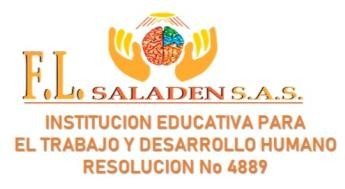 F.L. SALADEN S.A.S.
INSTITUCION EDUCATIVA PARA
EL TRABAJO Y DESARROLLO HUMANO
RESOLUCION No 4889